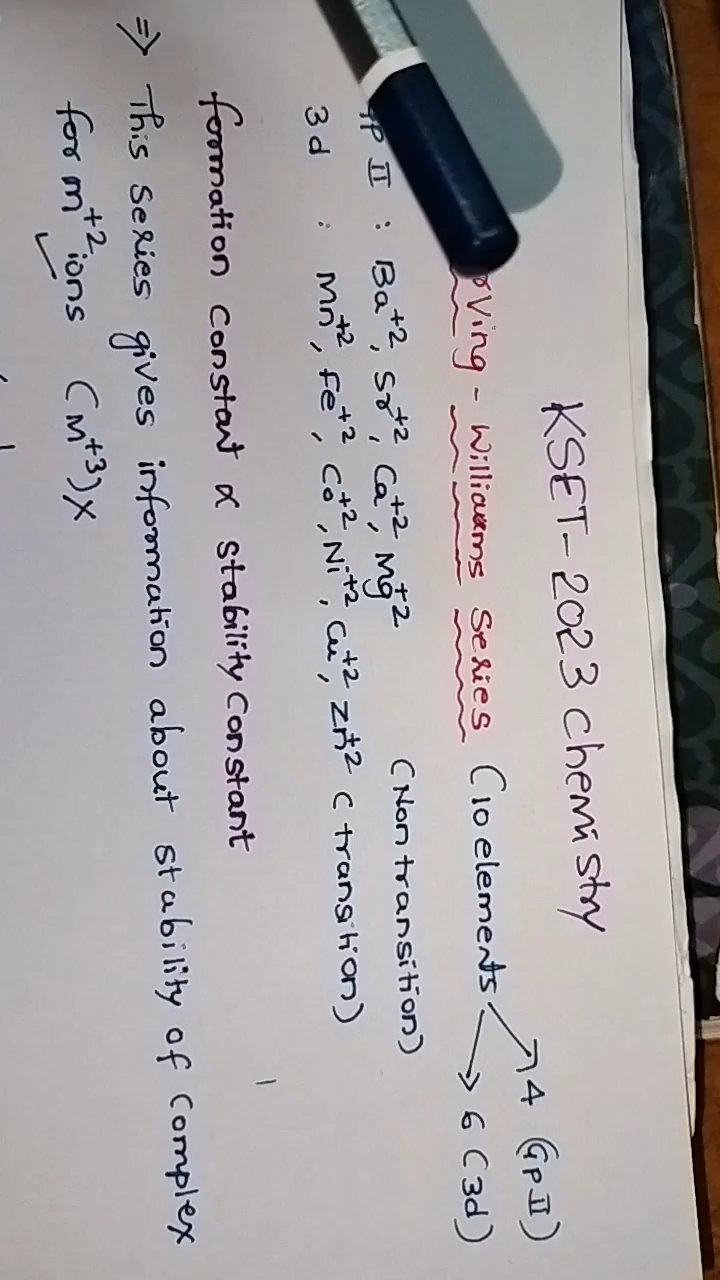 KSET-2023 chemistry
rving - Williams Series (10 elements
4 (Gp II)
6 (3d)
GP II : Ba+2, Sr+2, Ca+2, Mg+2 (Non transition)
3d : Mn+2, Fe+2, Co+2, Ni+2, Cu+2, Zn+2 (transition)
formation constant α stability constant
⇒ This series gives information about stability of complex
for m+2 ions (M+3) x